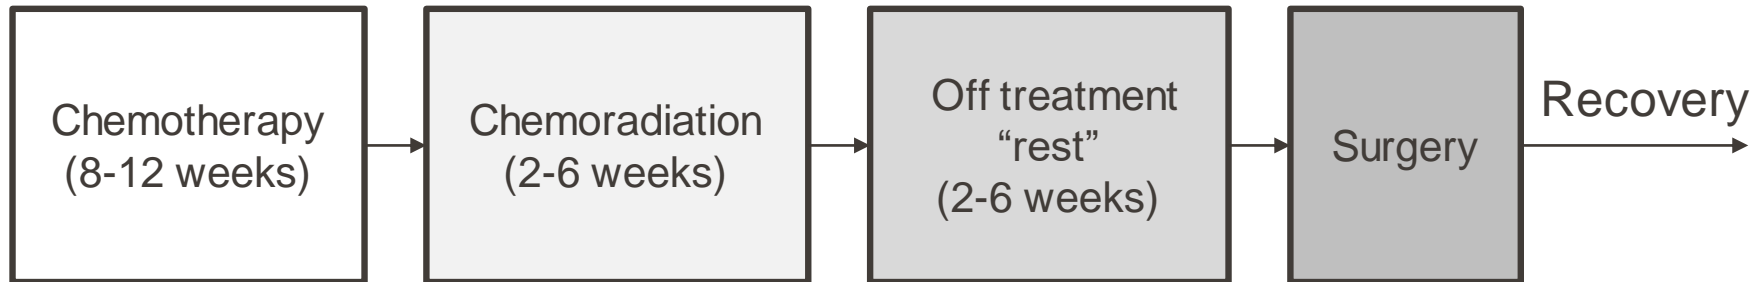 Chemotherapy
(8-12 weeks)
Chemoradiation
(2-6 weeks)
Off treatment
“rest”
(2-6 weeks)
Surgery
Recovery